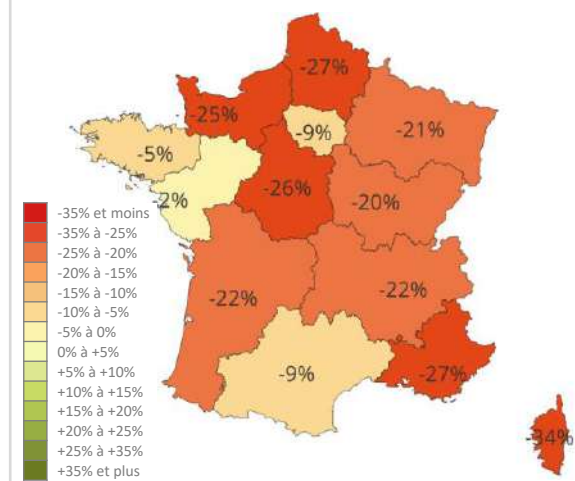 -27%
-25%
-9%
-21%
-5%
-2%
-26%
-20%
-22%
-22%
-9%
-27%
-34%
-35% et moins
-35% à -25%
-25% à -20%
-20% à -15%
-15% à -10%
-10% à -5%
-5% à 0%
0% à +5%
+5% à +10%
+10% à +15%
+15% à +20%
+20% à +25%
+25% à +35%
+35% et plus